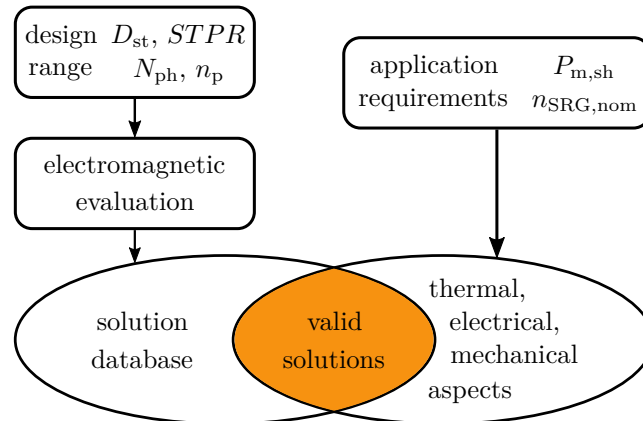 design D_st, STPR
range N_ph, n_p
application P_m,sh
requirements n_SRG,nom
electromagnetic
evaluation
solution
database
valid
solutions
thermal,
electrical,
mechanical
aspects